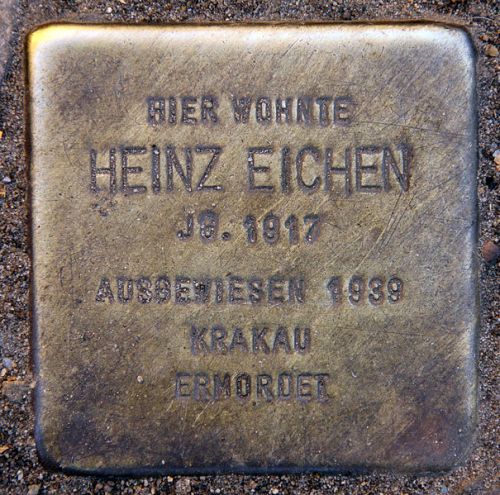 HIER WOHNTE
HEINZ EICHEN
JG. 1917
AUSGEWIESEN 1939
KRAKAU
ERMORDET